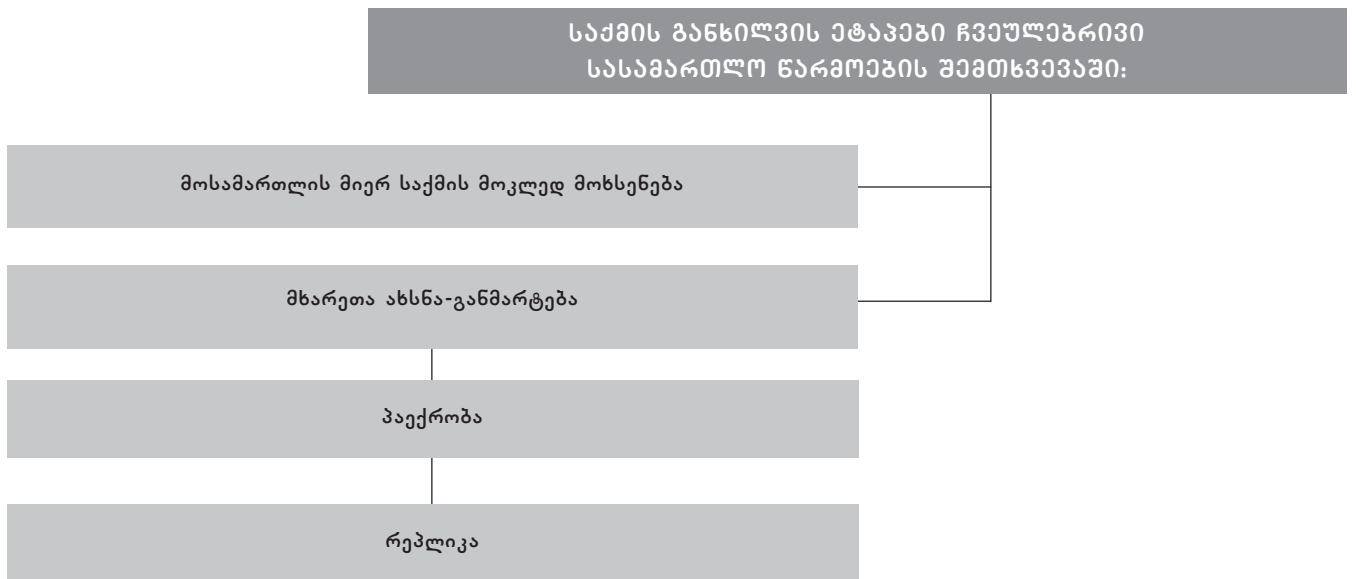 საქმის განხილვის ეტაპები ჩვეულებრივი
სასამართლო წარმოების შემთხვევაში:
მოსამართლის მიერ საქმის მოკლედ მოხსენება
მხარეთა ახსნა-განმარტება
პაექრობა
რეპლიკა